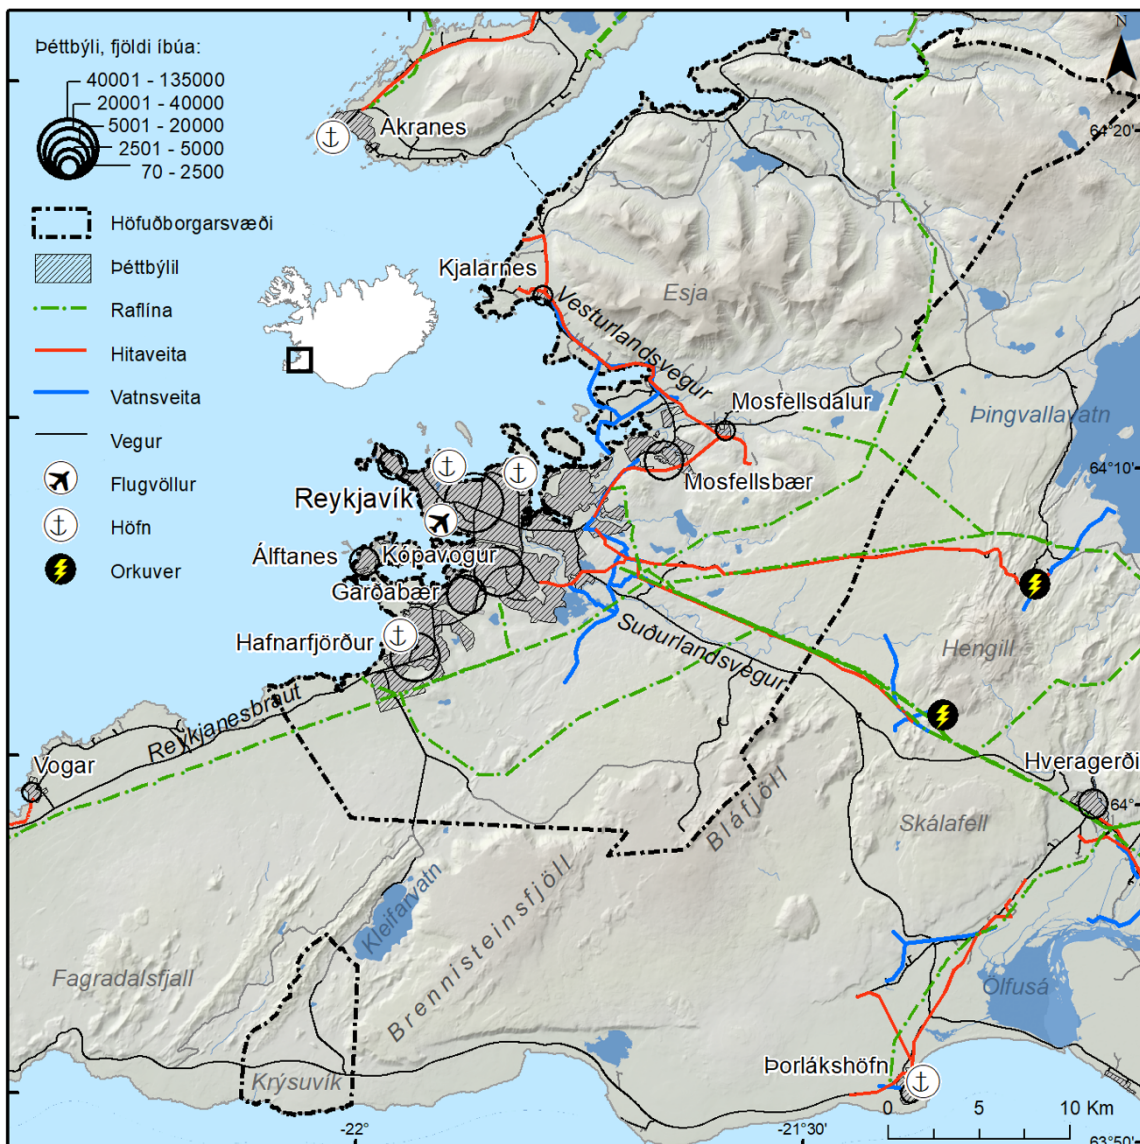 Þéttbýli, fjöldi íbúa:
40001 - 135000
20001 - 40000
5001 - 20000
2501 - 5000
70 - 2500
Höfuðborgarsvæði
Þéttbýlil
Raflína
Hitaveita
Vatnsveita
Vegur
Flugvöllur
Höfn
Orkuver
N
Akranes
64°20'
Kjalarnes
Esja
Vesturlandsvegur
Mosfellsdalur
Þingvallavatn
64°10'
Mosfellsbær
Reykjavík
Álftanes
Kópavogur
Garðabær
Hafnarfjörður
Suðurlandsvegur
Hengill
Reykjanesbraut
Vogar
Hveragerði
64°
Bláfjöll
Skálafell
Kleifarvatn
Brennisteinsfjöll
Fagradalsfjall
Ölfusá
Krýsuvík
Þorlákshöfn
0 5 10 Km
-22°
-21°30'
63°50'